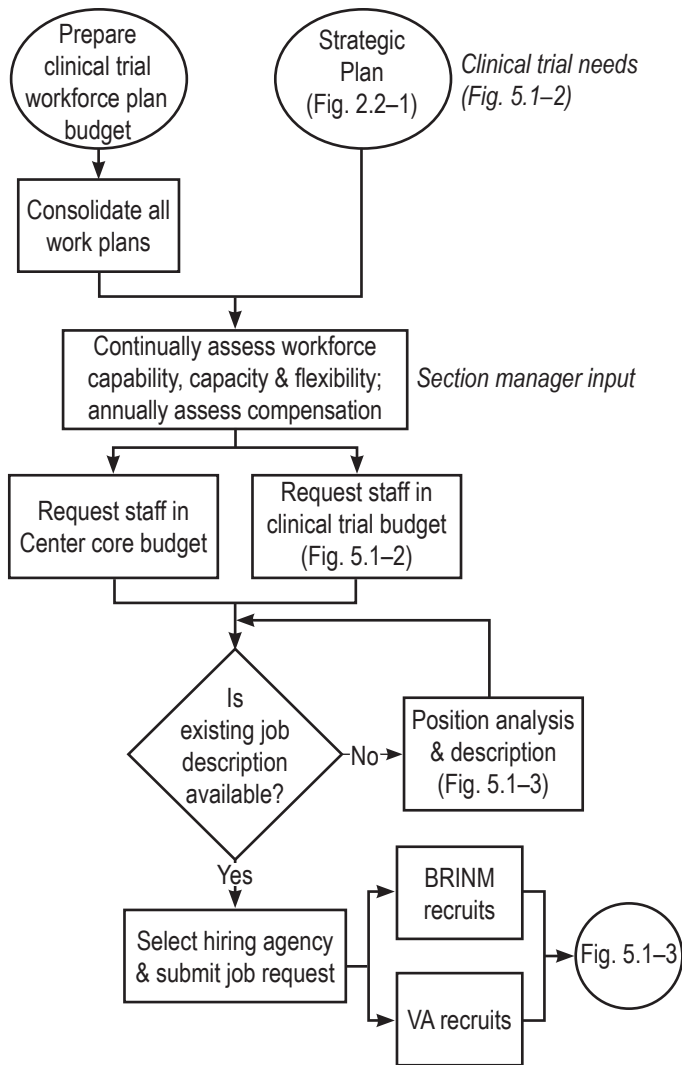 Prepare
clinical trial
workforce plan
budget
Strategic
Plan
(Fig. 2.2–1)
Clinical trial needs
(Fig. 5.1–2)
Consolidate all
work plans
Continually assess workforce
capability, capacity & flexibility;
annually assess compensation
Section manager input
Request staff in
Center core budget
Request staff in
clinical trial budget
(Fig. 5.1–2)
Is
existing job
description
available?
No
Position analysis
& description
(Fig. 5.1–3)
Yes
Select hiring agency
& submit job request
BRINM
recruits
VA recruits
Fig. 5.1–3